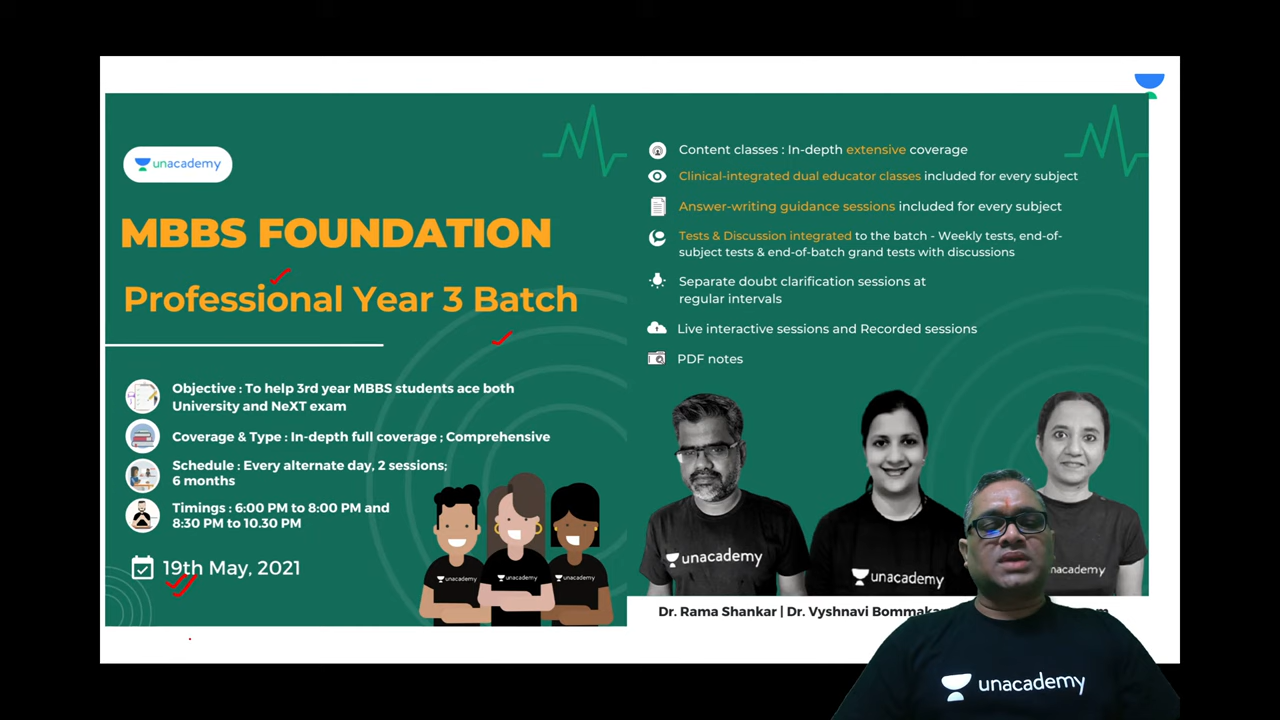 unacademy
MBBS FOUNDATION
Professional Year 3 Batch
Objective : To help 3rd year MBBS students ace both
University and NeXT exam
Coverage & Type : In-depth full coverage ; Comprehensive
Schedule : Every alternate day, 2 sessions;
6 months
Timings : 6:00 PM to 8:00 PM and
8:30 PM to 10.30 PM
19th May, 2021
unacademy
unacademy
unacademy
Content classes : In-depth extensive coverage
Clinical-integrated dual educator classes included for every subject
Answer-writing guidance sessions included for every subject
Tests & Discussion integrated to the batch - Weekly tests, end-of-
subject tests & end-of-batch grand tests with discussions
Separate doubt clarification sessions at
regular intervals
Live interactive sessions and Recorded sessions
PDF notes
unacademy
unacademy
Dr. Rama Shankar | Dr. Vyshnavi
unacademy